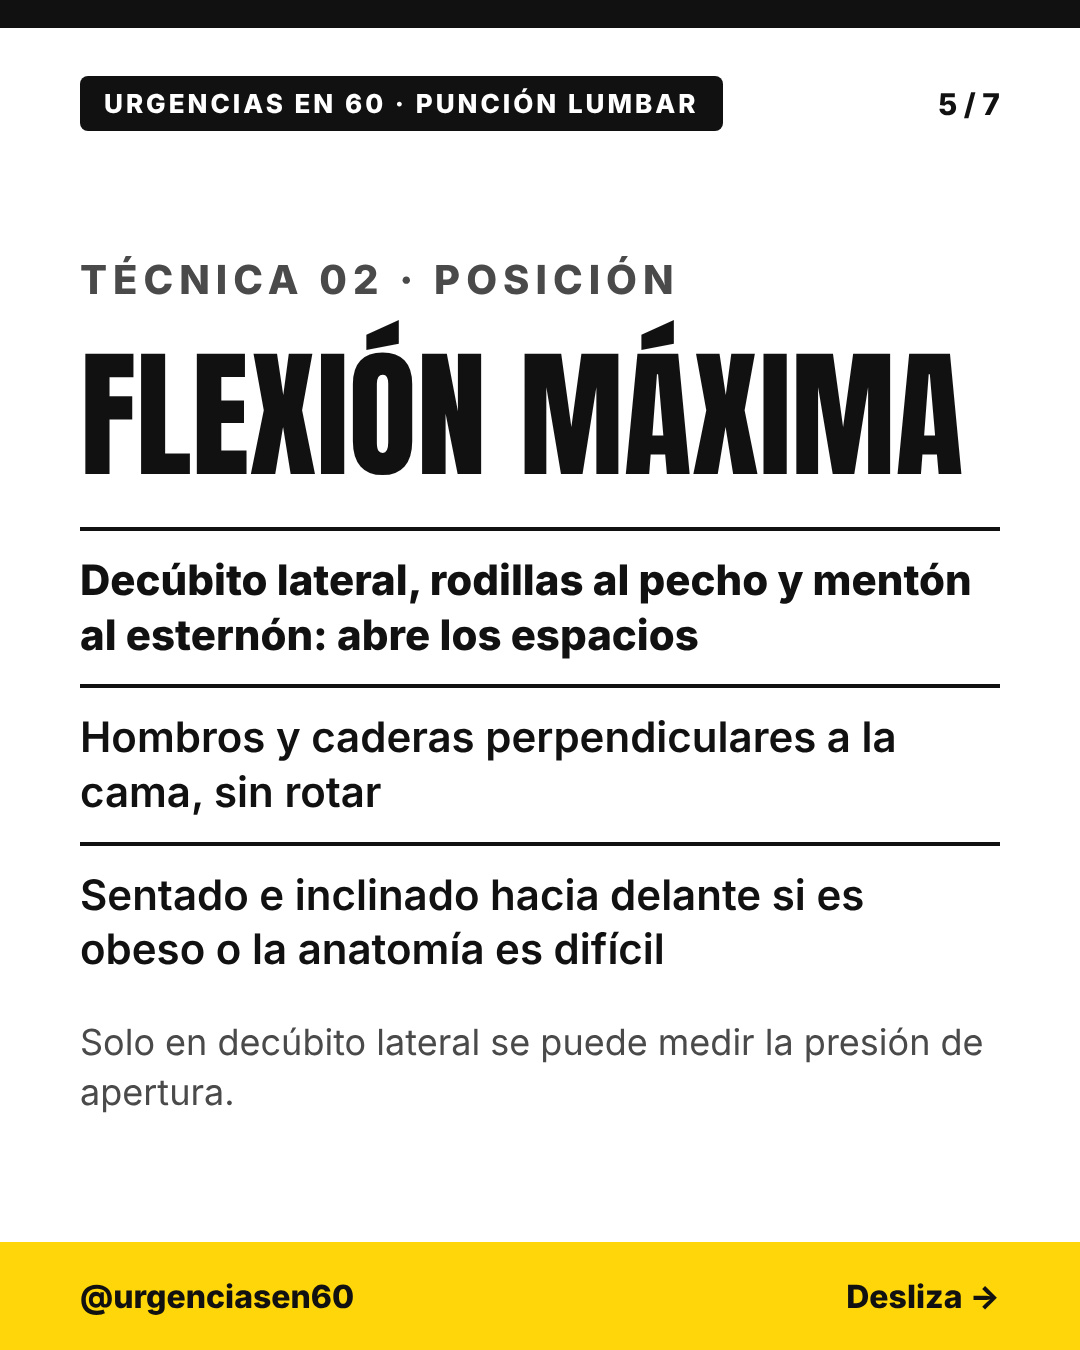 URGENCIAS EN 60 · PUNCIÓN LUMBAR
5 / 7
TÉCNICA 02 · POSICIÓN
FLEXIÓN MÁXIMA
Decúbito lateral, rodillas al pecho y mentón
al esternón: abre los espacios
Hombros y caderas perpendiculares a la
cama, sin rotar
Sentado e inclinado hacia delante si es
obeso o la anatomía es difícil
Solo en decúbito lateral se puede medir la presión de
apertura.
@urgenciasen60
Desliza →